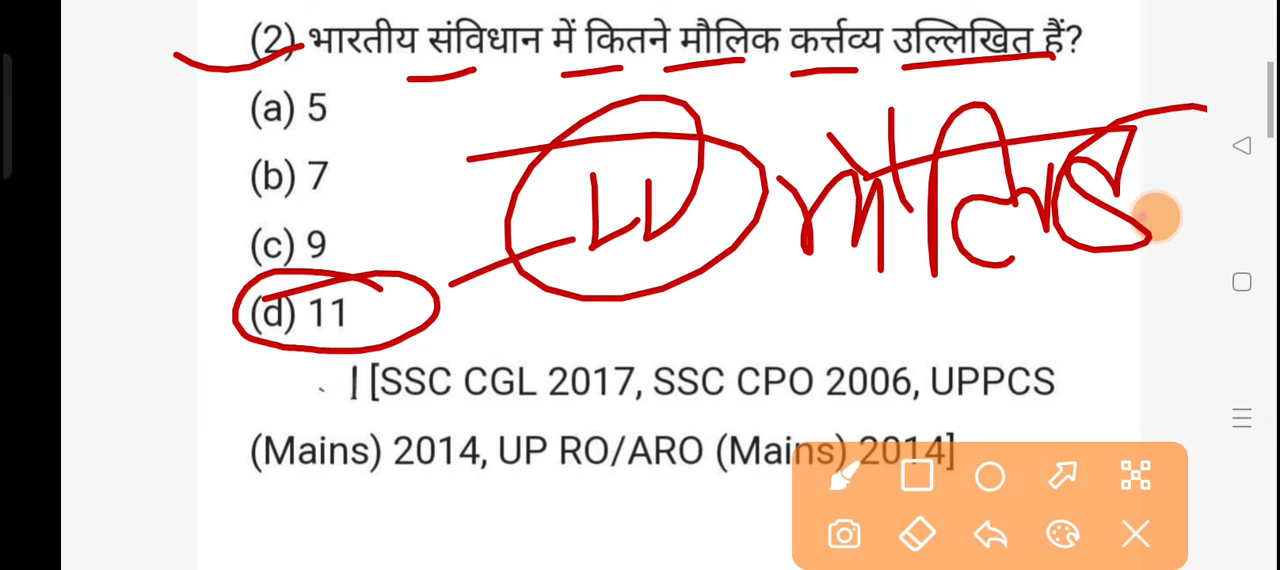 (2) भारतीय संविधान में कितने मौलिक कर्त्तव्य उल्लिखित हैं?
(a) 5
(b) 7
(c) 9
(d) 11
11 मौलिक
[SSC CGL 2017, SSC CPO 2006, UPPCS
(Mains) 2014, UP RO/ARO (Mains) 2014]